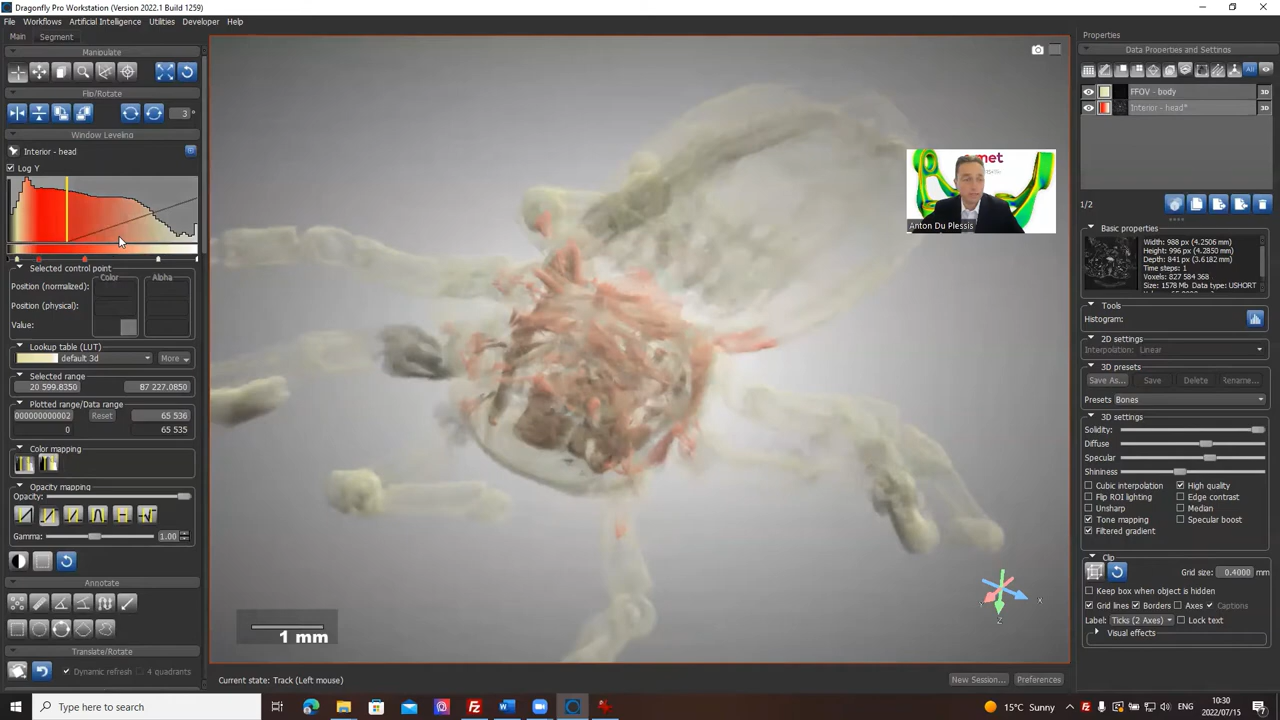 Dragonfly Pro Workstation (Version 2022.1 Build 1259)
File Workflows Artificial Intelligence Utilities Developer Help
Main Segment
Manipulate
Flip/Rotate
3 °
Window Leveling
Interior - head
Log Y
Selected control point
Color Alpha
Position (normalized):
Position (physical):
Value:
Lookup table (LUT)
default 3d More
Selected range
20 599.8350 87 227.0850
Plotted range/Data range
000000000002 Reset 65 536
0 65 535
Color mapping
Opacity mapping
Opacity:
Gamma: 1.00
Annotate
Translate/Rotate
Dynamic refresh 4 quadrants
met
Anton Du Plessis
1 mm
X
Z
Current state: Track (Left mouse)
New Session... Preferences
Properties
Data Properties and Settings
All
FFOV - body 3D
Interior - head* 3D
1/2
Basic properties
Width: 988 px (4.2506 mm)
Height: 996 px (4.2850 mm)
Depth: 841 px (3.6182 mm)
Time steps: 1
Voxels: 827 584 368
Size: 1578 Mb Data type: USHORT
Tools
Histogram:
2D settings
Interpolation: Linear
3D presets
Save As... Save Delete Rename...
Presets: Bones
3D settings
Solidity:
Diffuse:
Specular:
Shininess:
Cubic interpolation High quality
Flip ROI lighting Edge contrast
Unsharp Median
Tone mapping Specular boost
Filtered gradient
Clip
Grid size: 0.4000 mm
Keep box when object is hidden
Grid lines Borders Axes Captions
Label: Ticks (2 Axes) Lock text
Visual effects
Type here to search
15°C Sunny
10:30
2022/07/15